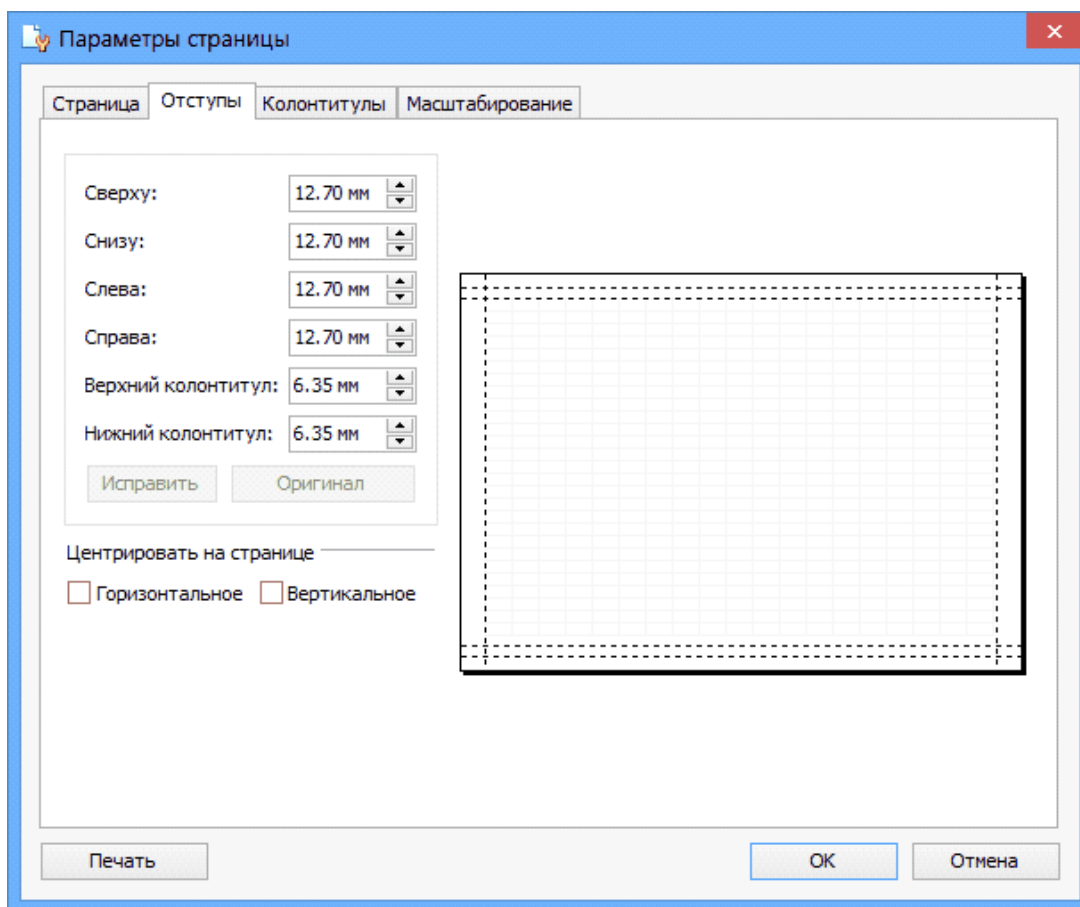 Параметры страницы
Страница Отступы Колонтитулы Масштабирование
Сверху: 12.70 мм
Снизу: 12.70 мм
Слева: 12.70 мм
Справа: 12.70 мм
Верхний колонтитул: 6.35 мм
Нижний колонтитул: 6.35 мм
Исправить Оригинал
Центрировать на странице
Горизонтальное Вертикальное
Печать OK Отмена